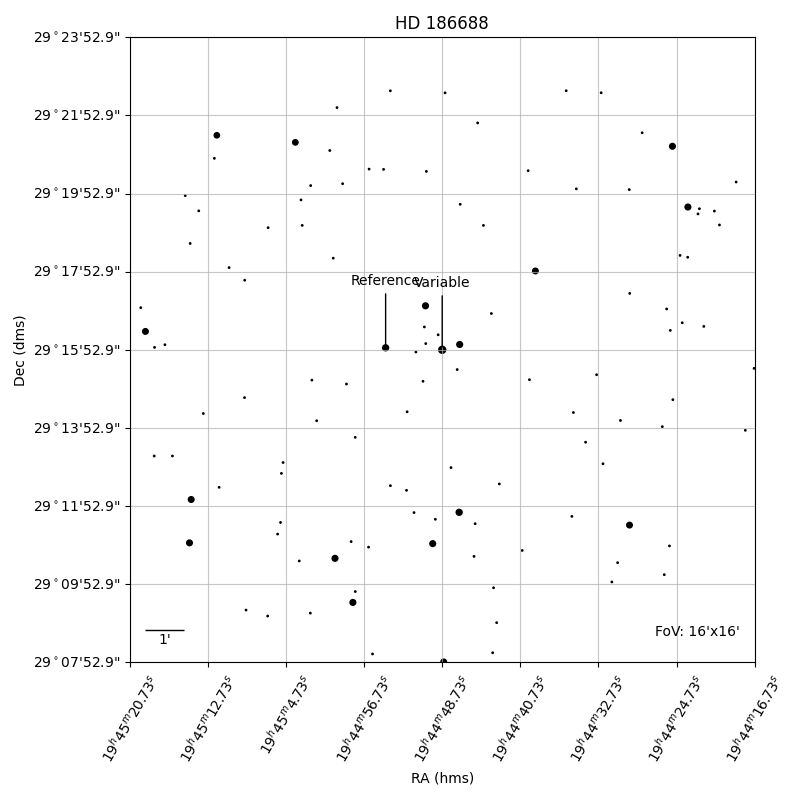 HD 186688
29°23'52.9"
29°21'52.9"
29°19'52.9"
29°17'52.9"
29°15'52.9"
29°13'52.9"
29°11'52.9"
29°09'52.9"
29°07'52.9"
Dec (dms)
Reference
Variable
1'
FoV: 16'x16'
19ʰ45ᵐ20.73ˢ
19ʰ45ᵐ12.73ˢ
19ʰ45ᵐ4.73ˢ
19ʰ44ᵐ56.73ˢ
19ʰ44ᵐ48.73ˢ
19ʰ44ᵐ40.73ˢ
19ʰ44ᵐ32.73ˢ
19ʰ44ᵐ24.73ˢ
19ʰ44ᵐ16.73ˢ
RA (hms)